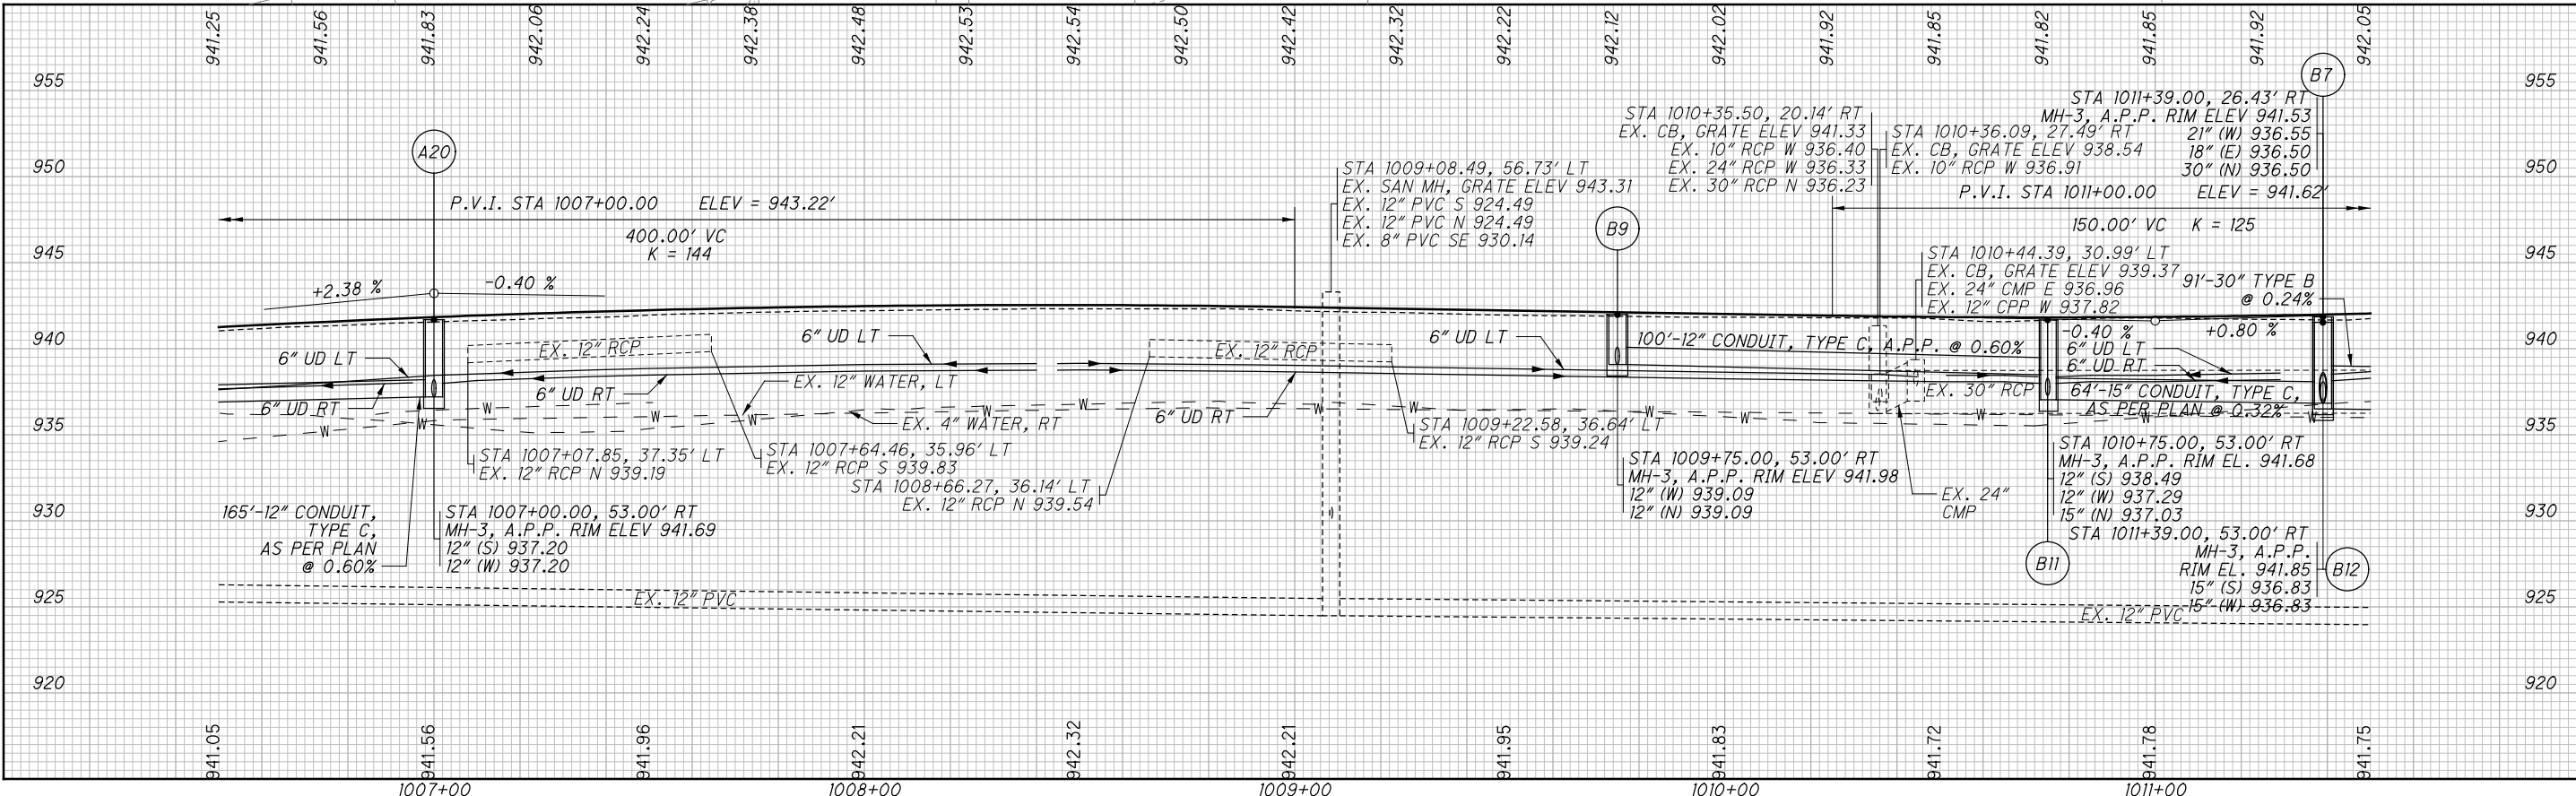 941.25 941.56 941.83 942.06 942.24 942.38 942.48 942.53 942.54 942.50 942.42 942.32 942.22 942.12 942.02 941.92 941.85 941.82 941.85 941.92 942.05
955 955
950 950
945 945
940 940
935 935
930 930
925 925
920 920
A20
P.V.I. STA 1007+00.00 ELEV = 943.22'
400.00' VC
K = 144
+2.38 %
-0.40 %
6" UD LT
6" UD RT
EX. 12" RCP
6" UD RT
6" UD LT
EX. 12" WATER, LT
EX. 4" WATER, RT
W W W W W W W W W W W W W W
STA 1007+07.85, 37.35' LT
EX. 12" RCP N 939.19
STA 1007+64.46, 35.96' LT
EX. 12" RCP S 939.83
STA 1008+66.27, 36.14' LT
EX. 12" RCP N 939.54
165'-12" CONDUIT,
TYPE C,
AS PER PLAN
@ 0.60%
STA 1007+00.00, 53.00' RT
MH-3, A.P.P. RIM ELEV 941.69
12" (S) 937.20
12" (W) 937.20
EX. 12" PVC
EX. 12" RCP
6" UD RT
STA 1009+08.49, 56.73' LT
EX. SAN MH, GRATE ELEV 943.31
EX. 12" PVC S 924.49
EX. 12" PVC N 924.49
EX. 8" PVC SE 930.14
STA 1009+22.58, 36.64' LT
EX. 12" RCP S 939.24
6" UD LT
B9
100'-12" CONDUIT, TYPE C, A.P.P. @ 0.60%
STA 1009+75.00, 53.00' RT
MH-3, A.P.P. RIM ELEV 941.98
12" (W) 939.09
12" (N) 939.09
STA 1010+35.50, 20.14' RT
EX. CB, GRATE ELEV 941.33
EX. 10" RCP W 936.40
EX. 24" RCP W 936.33
EX. 30" RCP N 936.23
STA 1010+36.09, 27.49' RT
EX. CB, GRATE ELEV 938.54
EX. 10" RCP W 936.91
B7
STA 1011+39.00, 26.43' RT
MH-3, A.P.P. RIM ELEV 941.53
21" (W) 936.55
18" (E) 936.50
30" (N) 936.50
P.V.I. STA 1011+00.00 ELEV = 941.62'
150.00' VC K = 125
STA 1010+44.39, 30.99' LT
EX. CB, GRATE ELEV 939.37
EX. 24" CMP E 936.96
EX. 12" CPP W 937.82
91'-30" TYPE B
@ 0.24%
-0.40 %
+0.80 %
6" UD LT
6" UD RT
EX. 30" RCP
64'-15" CONDUIT, TYPE C,
AS PER PLAN @ 0.32%
EX. 24"
CMP
STA 1010+75.00, 53.00' RT
MH-3, A.P.P. RIM EL. 941.68
12" (S) 938.49
12" (W) 937.29
15" (N) 937.03
B11
STA 1011+39.00, 53.00' RT
MH-3, A.P.P.
RIM EL. 941.85
15" (S) 936.83
15" (W) 936.83
B12
EX. 12" PVC
941.05 941.56 941.96 942.21 942.32 942.21 941.95 941.83 941.72 941.78 941.75
1007+00 1008+00 1009+00 1010+00 1011+00